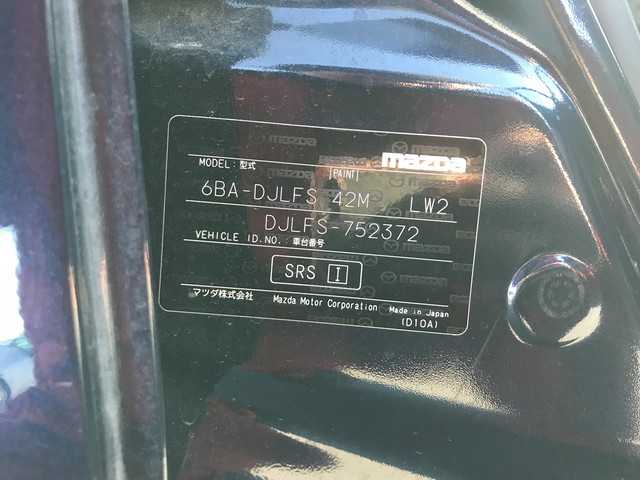 mazda
MODEL:型式 PAINT
6BA-DJLFS 42M LW2
DJLFS-752372
VEHICLE ID.NO.:車台番号
SRS I
マツダ株式会社 Mazda Motor Corporation Made in Japan
(D10A)